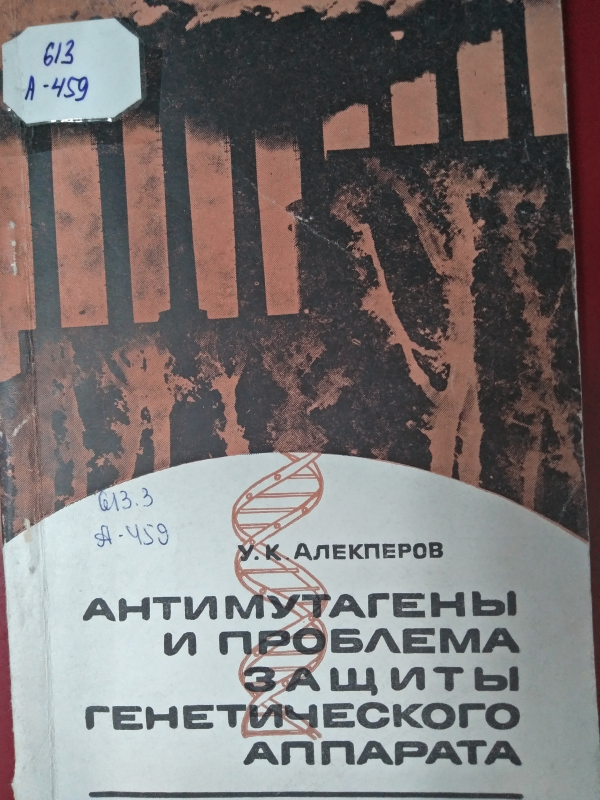 613
А-459
613.3
А-459
У. К. АЛЕКПЕРОВ
АНТИМУТАГЕНЫ
И ПРОБЛЕМА
ЗАЩИТЫ
ГЕНЕТИЧЕСКОГО
АППАРАТА